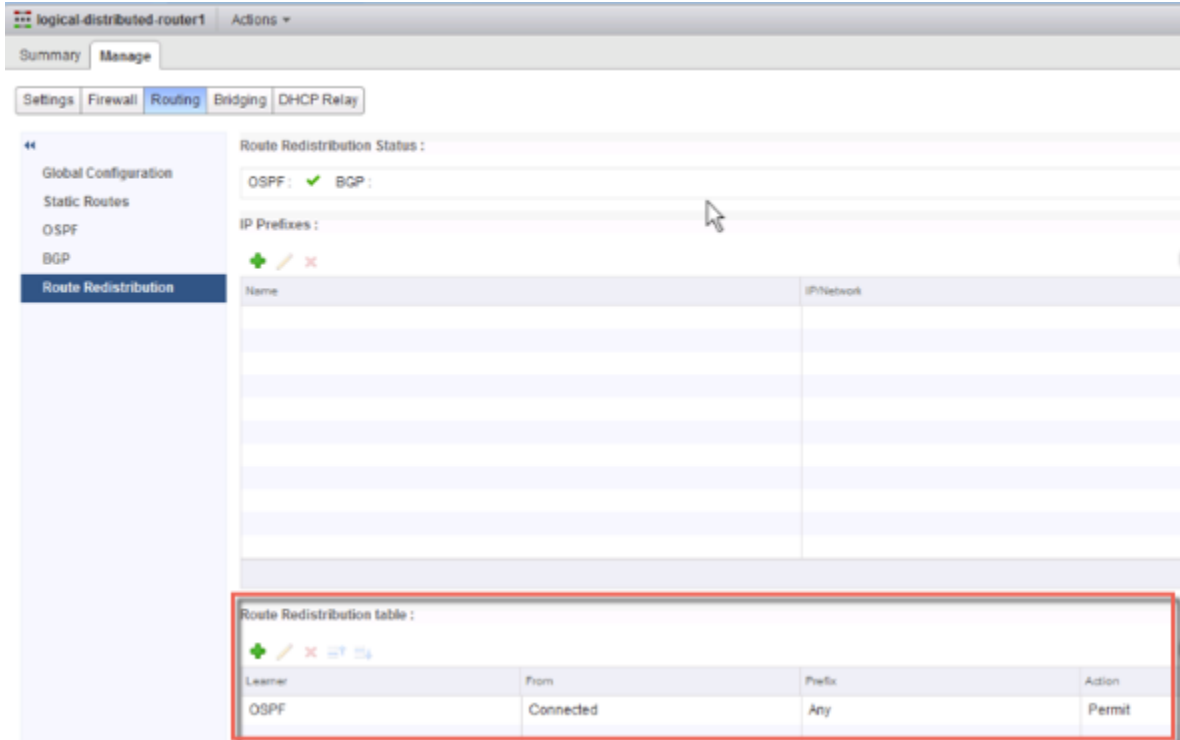 logical-distributed-router1 Actions
Summary Manage
Settings Firewall Routing Bridging DHCP Relay
Global Configuration
Static Routes
OSPF
BGP
Route Redistribution
Route Redistribution Status :
OSPF : BGP :
IP Prefixes :
Name IP/Network
Route Redistribution table :
Learner From Prefix Action
OSPF Connected Any Permit